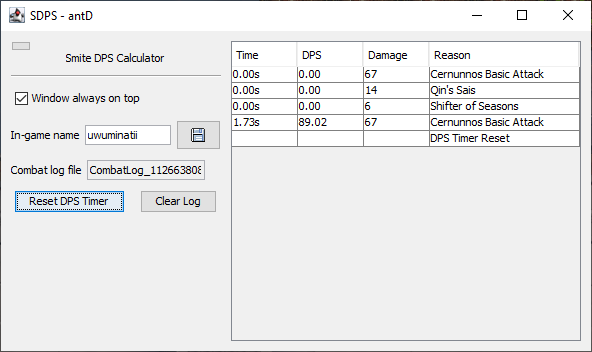 SDPS - antD
Smite DPS Calculator
Window always on top
In-game name uwuminatii
Combat log file CombatLog_112663808
Reset DPS Timer Clear Log
Time DPS Damage Reason
0.00s 0.00 67 Cernunnos Basic Attack
0.00s 0.00 14 Qin's Sais
0.00s 0.00 6 Shifter of Seasons
1.73s 89.02 67 Cernunnos Basic Attack
DPS Timer Reset